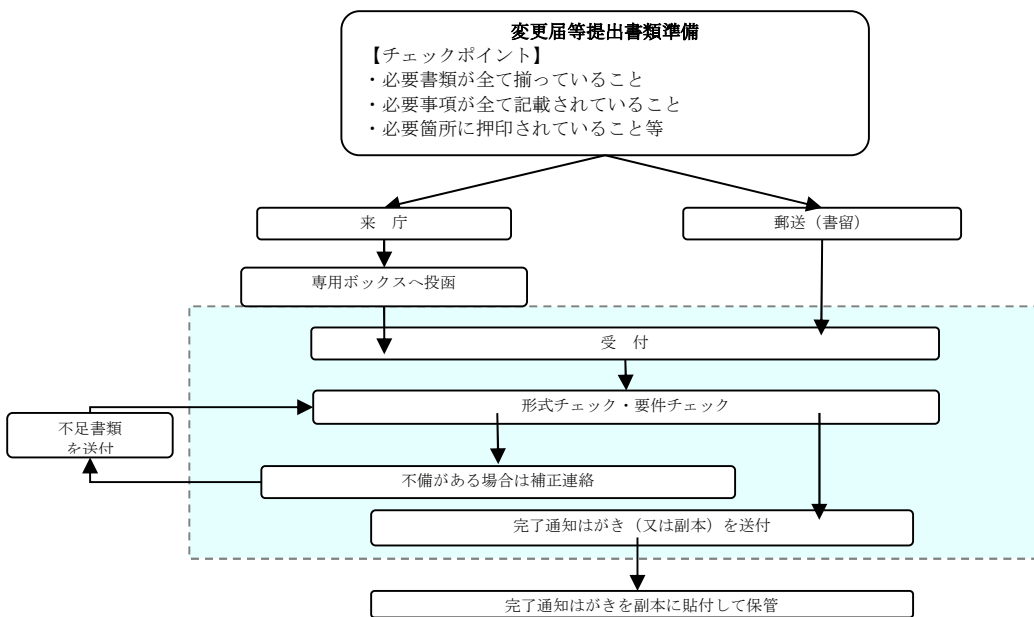 変更届等提出書類準備
【チェックポイント】
・必要書類が全て揃っていること
・必要事項が全て記載されていること
・必要箇所に押印されていること等
来　庁
郵送（書留）
専用ボックスへ投函
受　付
形式チェック・要件チェック
不足書類
を送付
不備がある場合は補正連絡
完了通知はがき（又は副本）を送付
完了通知はがきを副本に貼付して保管